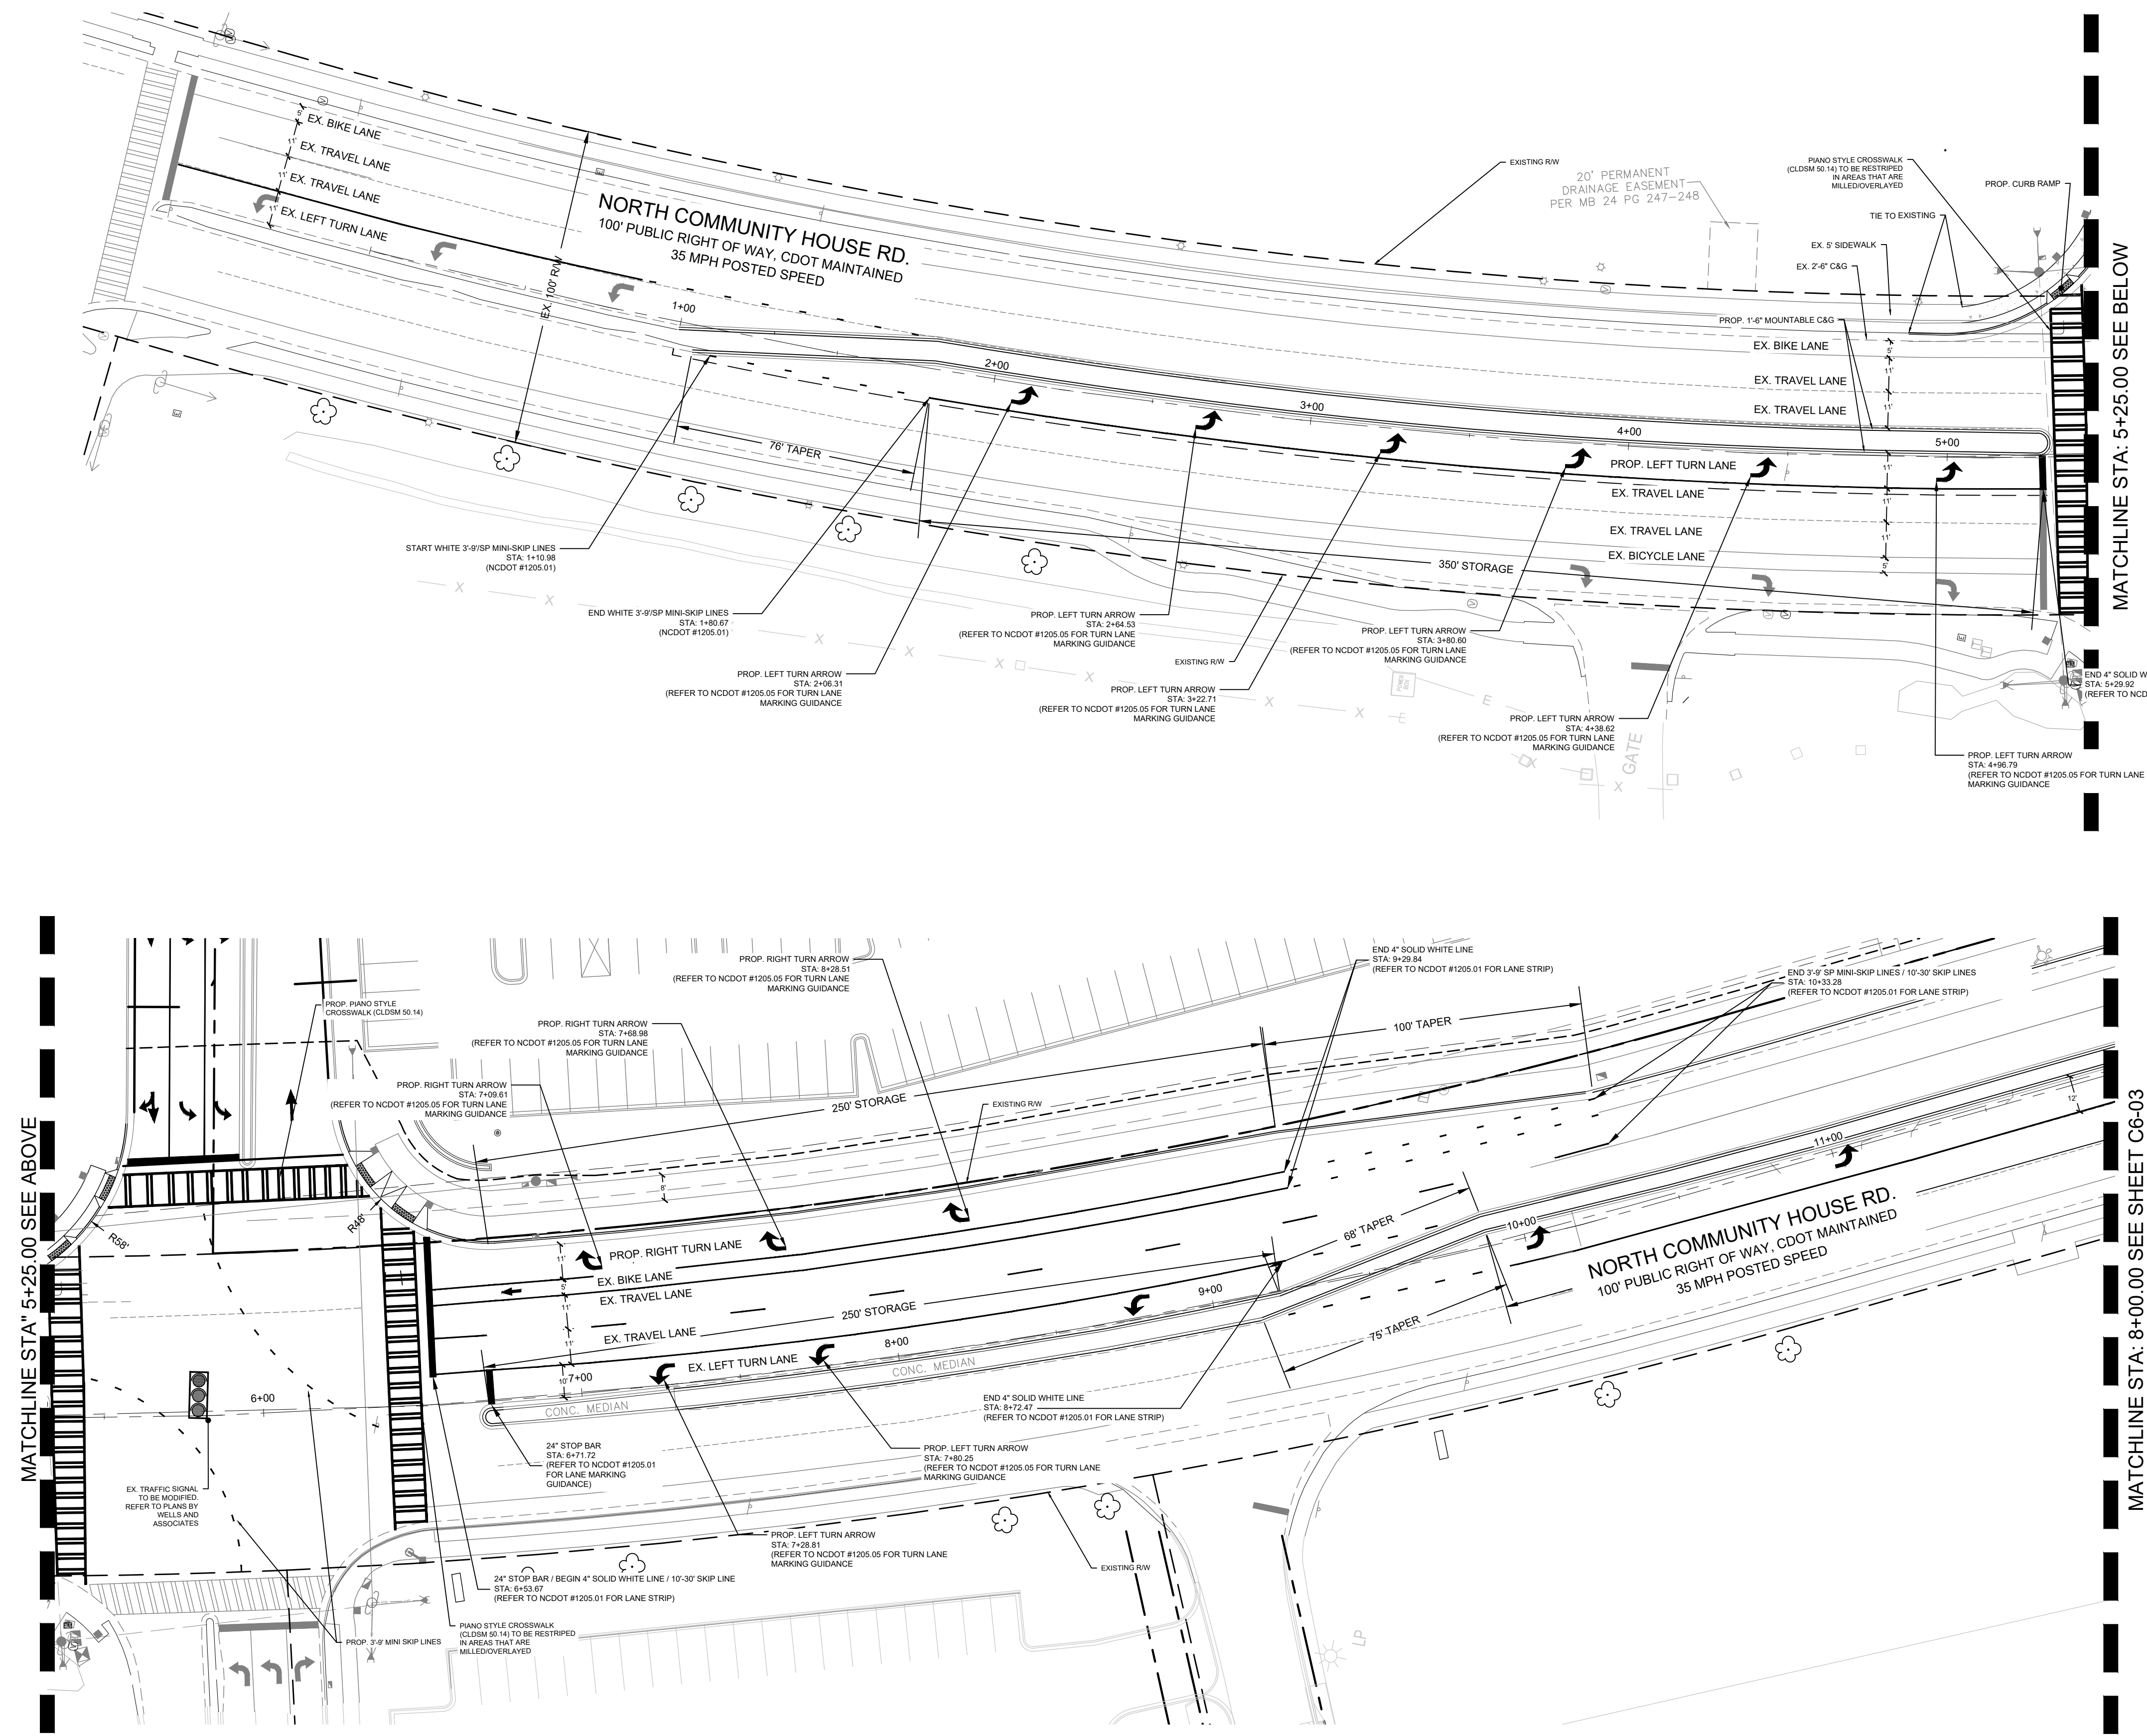 5'
EX. BIKE LANE
11'
EX. TRAVEL LANE
11'
EX. TRAVEL LANE
11'
EX. LEFT TURN LANE
EX. 100' R/W
NORTH COMMUNITY HOUSE RD.
100' PUBLIC RIGHT OF WAY, CDOT MAINTAINED
35 MPH POSTED SPEED
EXISTING R/W
20' PERMANENT
DRAINAGE EASEMENT
PER MB 24 PG 247-248
PIANO STYLE CROSSWALK
(CLDSM 50.14) TO BE RESTRIPED
IN AREAS THAT ARE
MILLED/OVERLAYED
PROP. CURB RAMP
TIE TO EXISTING
EX. 5' SIDEWALK
EX. 2'-6" C&G
PROP. 1'-6" MOUNTABLE C&G
EX. BIKE LANE
5'
EX. TRAVEL LANE
11'
EX. TRAVEL LANE
11'
1+00
2+00
3+00
4+00
5+00
76' TAPER
PROP. LEFT TURN LANE
11'
EX. TRAVEL LANE
11'
EX. TRAVEL LANE
11'
EX. BICYCLE LANE
5'
350' STORAGE
MATCHLINE STA: 5+25.00 SEE BELOW
START WHITE 3'-9'/SP MINI-SKIP LINES
STA: 1+10.98
(NCDOT #1205.01)
END WHITE 3'-9'/SP MINI-SKIP LINES
STA: 1+80.67
(NCDOT #1205.01)
PROP. LEFT TURN ARROW
STA: 2+06.31
(REFER TO NCDOT #1205.05 FOR TURN LANE
MARKING GUIDANCE
PROP. LEFT TURN ARROW
STA: 2+64.53
(REFER TO NCDOT #1205.05 FOR TURN LANE
MARKING GUIDANCE
EXISTING R/W
PROP. LEFT TURN ARROW
STA: 3+22.71
(REFER TO NCDOT #1205.05 FOR TURN LANE
MARKING GUIDANCE
PROP. LEFT TURN ARROW
STA: 3+80.60
(REFER TO NCDOT #1205.05 FOR TURN LANE
MARKING GUIDANCE
POWER
BOX
PROP. LEFT TURN ARROW
STA: 4+38.62
(REFER TO NCDOT #1205.05 FOR TURN LANE
MARKING GUIDANCE
GATE
END 4" SOLID W
STA: 5+29.92
(REFER TO NCD
PROP. LEFT TURN ARROW
STA: 4+96.79
(REFER TO NCDOT #1205.05 FOR TURN LANE
MARKING GUIDANCE
MATCHLINE STA" 5+25.00 SEE ABOVE
PROP. PIANO STYLE
CROSSWALK (CLDSM 50.14)
PROP. RIGHT TURN ARROW
STA: 8+28.51
(REFER TO NCDOT #1205.05 FOR TURN LANE
MARKING GUIDANCE
PROP. RIGHT TURN ARROW
STA: 7+68.98
(REFER TO NCDOT #1205.05 FOR TURN LANE
MARKING GUIDANCE
PROP. RIGHT TURN ARROW
STA: 7+09.61
(REFER TO NCDOT #1205.05 FOR TURN LANE
MARKING GUIDANCE
END 4" SOLID WHITE LINE
STA: 9+29.84
(REFER TO NCDOT #1205.01 FOR LANE STRIP)
END 3'-9' SP MINI-SKIP LINES / 10'-30' SKIP LINES
STA: 10+33.28
(REFER TO NCDOT #1205.01 FOR LANE STRIP)
100' TAPER
250' STORAGE
EXISTING R/W
8'
R58'
R46'
PROP. RIGHT TURN LANE
11'
EX. BIKE LANE
5'
EX. TRAVEL LANE
11'
EX. TRAVEL LANE
11'
EX. LEFT TURN LANE
10'
250' STORAGE
68' TAPER
75' TAPER
12'
6+00
7+00
8+00
9+00
10+00
11+00
CONC. MEDIAN
CONC. MEDIAN
NORTH COMMUNITY HOUSE RD.
100' PUBLIC RIGHT OF WAY, CDOT MAINTAINED
35 MPH POSTED SPEED
MATCHLINE STA: 8+00.00 SEE SHEET C6-03
EX. TRAFFIC SIGNAL
TO BE MODIFIED.
REFER TO PLANS BY
WELLS AND
ASSOCIATES
24" STOP BAR
STA: 6+71.72
(REFER TO NCDOT #1205.01
FOR LANE MARKING
GUIDANCE)
END 4" SOLID WHITE LINE
STA: 8+72.47
(REFER TO NCDOT #1205.01 FOR LANE STRIP)
PROP. LEFT TURN ARROW
STA: 7+80.25
(REFER TO NCDOT #1205.05 FOR TURN LANE
MARKING GUIDANCE
PROP. LEFT TURN ARROW
STA: 7+28.81
(REFER TO NCDOT #1205.05 FOR TURN LANE
MARKING GUIDANCE
EXISTING R/W
24" STOP BAR / BEGIN 4" SOLID WHITE LINE / 10'-30' SKIP LINE
STA: 6+53.67
(REFER TO NCDOT #1205.01 FOR LANE STRIP)
PIANO STYLE CROSSWALK
(CLDSM 50.14) TO BE RESTRIPED
IN AREAS THAT ARE
MILLED/OVERLAYED
PROP. 3'-9' MINI SKIP LINES
LP